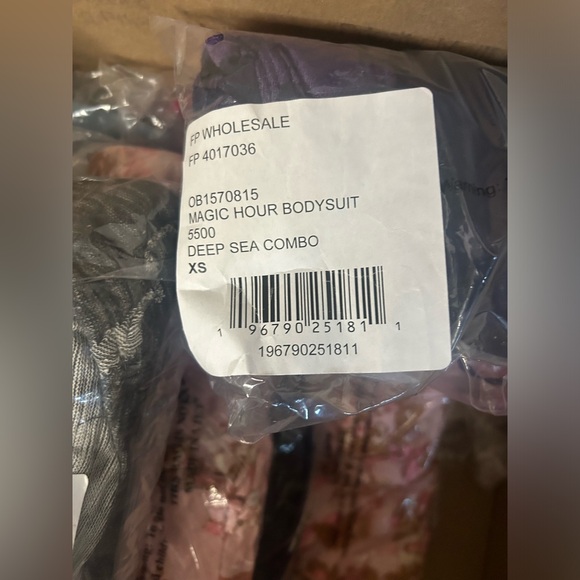 FP WHOLESALE
FP 4017036
OB1570815
MAGIC HOUR BODYSUIT
5500
DEEP SEA COMBO
XS
1 96790 25181 1
196790251811